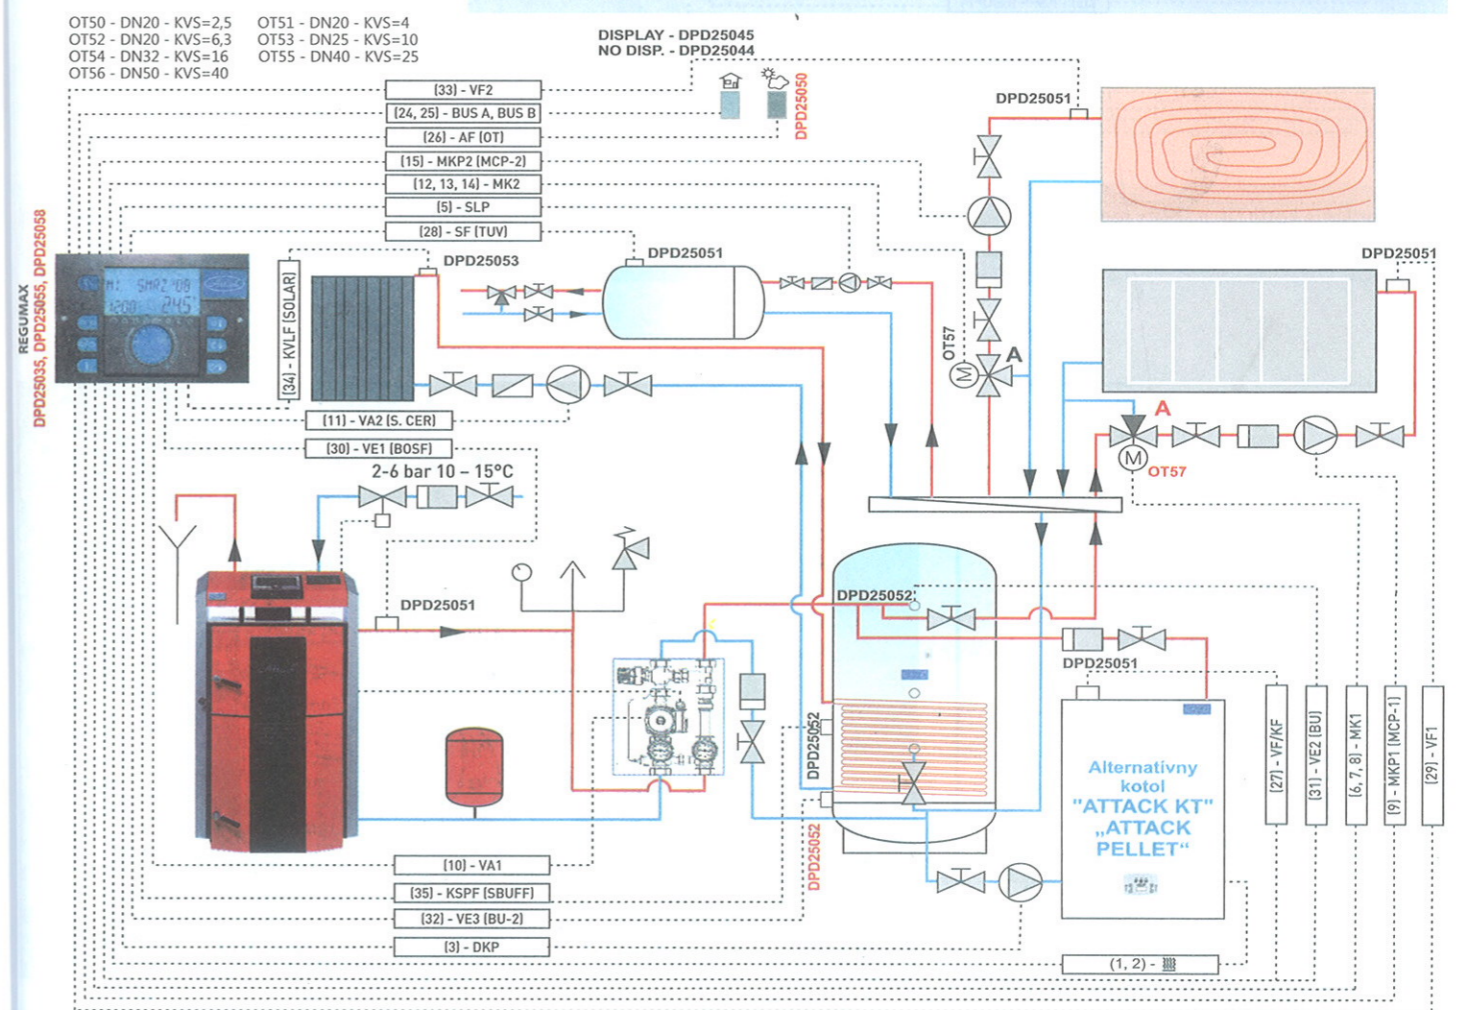 OT50 - DN20 - KVS=2,5 OT51 - DN20 - KVS=4
OT52 - DN20 - KVS=6,3 OT53 - DN25 - KVS=10
OT54 - DN32 - KVS=16 OT55 - DN40 - KVS=25
OT56 - DN50 - KVS=40
DISPLAY - DPD25045
NO DISP. - DPD25044
DPD25050
(33) - VF2
(24, 25) - BUS A, BUS B
(26) - AF (OT)
(15) - MKP2 (MCP-2)
(12, 13, 14) - MK2
(5) - SLP
(28) - SF (TUV)
DPD25051
REGUMAX
DPD25035, DPD25055, DPD25058
(34) - KVLF (SOLAR)
DPD25053
DPD25051
DPD25051
OT57
M
A
A
M
OT57
(11) - VA2 (S. CER)
(30) - VE1 (BOSF)
2-6 bar 10 – 15°C
DPD25051
DPD25052
DPD25051
DPD25052
DPD25052
Alternatívny
kotol
"ATTACK KT"
„ATTACK
PELLET“
(27) - VF/KF
(31) - VE2 (BU)
(6, 7, 8) - MK1
(9) - MKP1 (MCP-1)
(29) - VF1
(10) - VA1
(35) - KSPF (SBUFF)
(32) - VE3 (BU-2)
(3) - DKP
(1, 2) -